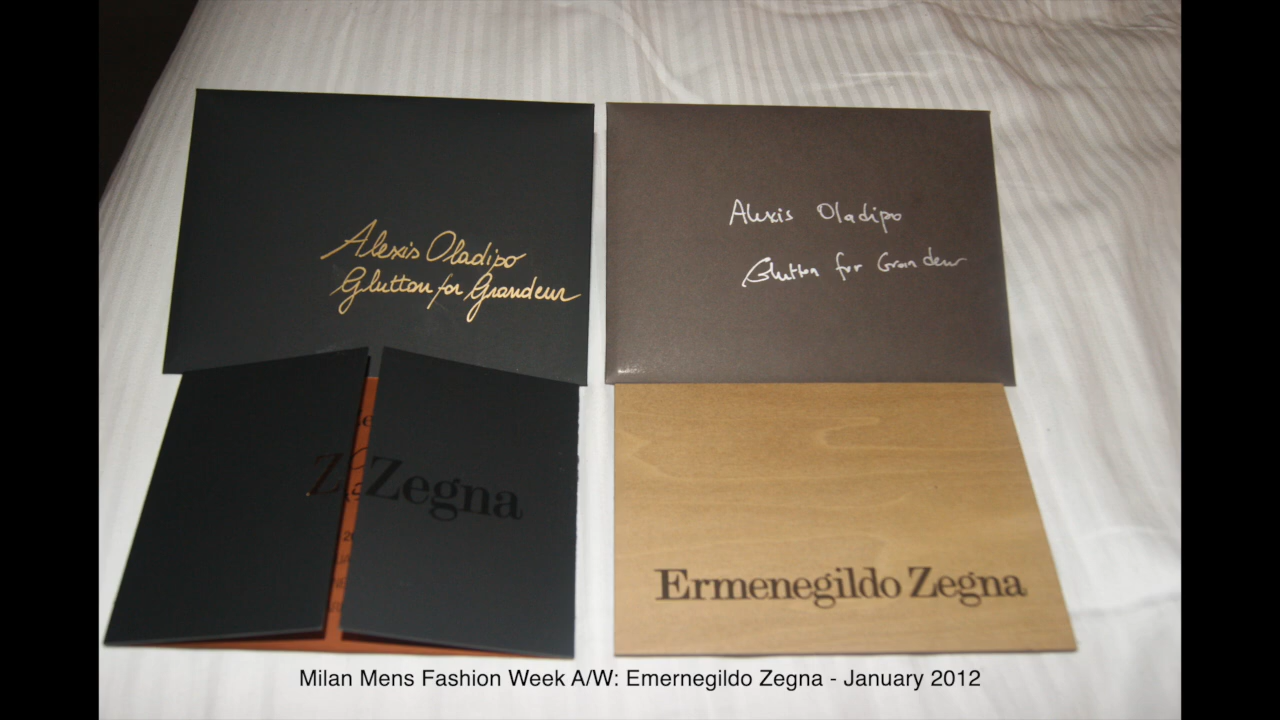 Alexis Oladipo
Glutton for Grandeur
Alexis Oladipo
Glutton for Grandeur
Z Zegna
Ermenegildo Zegna
Milan Mens Fashion Week A/W: Emernegildo Zegna - January 2012